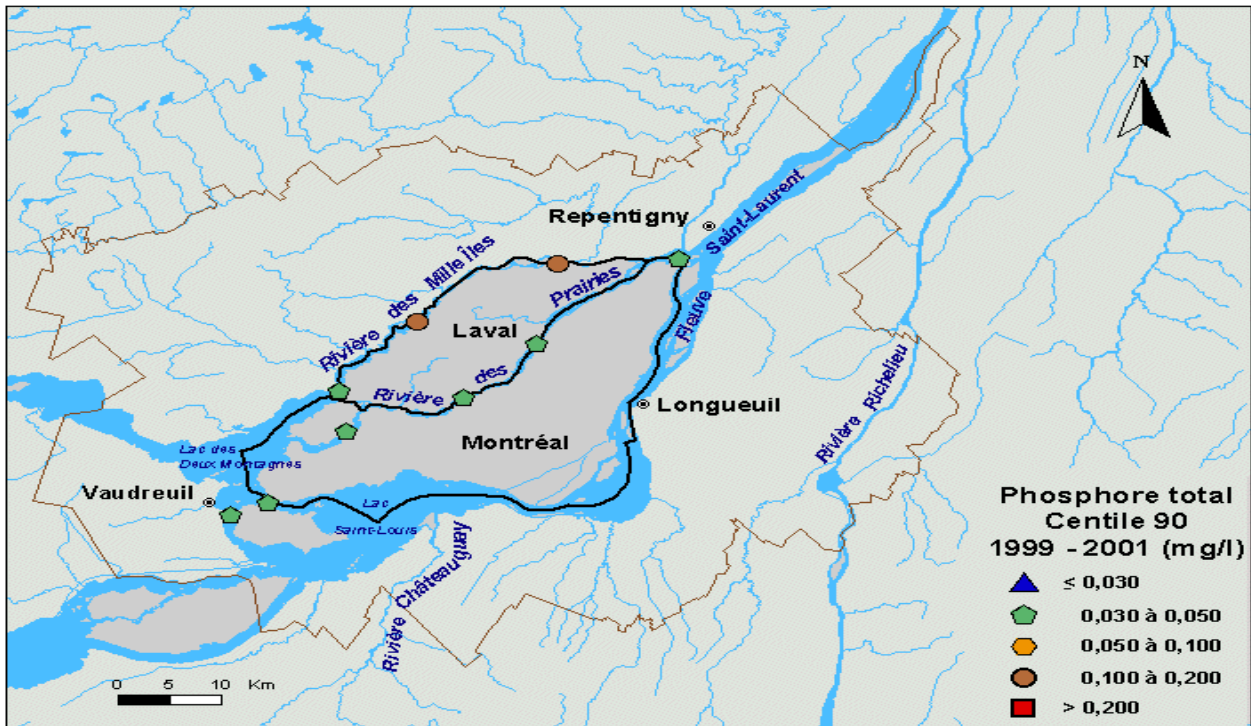 N
Repentigny
Saint-Laurent
Fleuve
Rivière des Mille Îles
Prairies
Laval
des
Rivière
Longueuil
Montréal
Rivière Richelieu
Lac des
Deux Montagnes
Vaudreuil
Lac
Saint-Louis
Rivière Châteauguay
0 5 10 Km
Phosphore total
Centile 90
1999 - 2001 (mg/l)
≤ 0,030
0,030 à 0,050
0,050 à 0,100
0,100 à 0,200
> 0,200